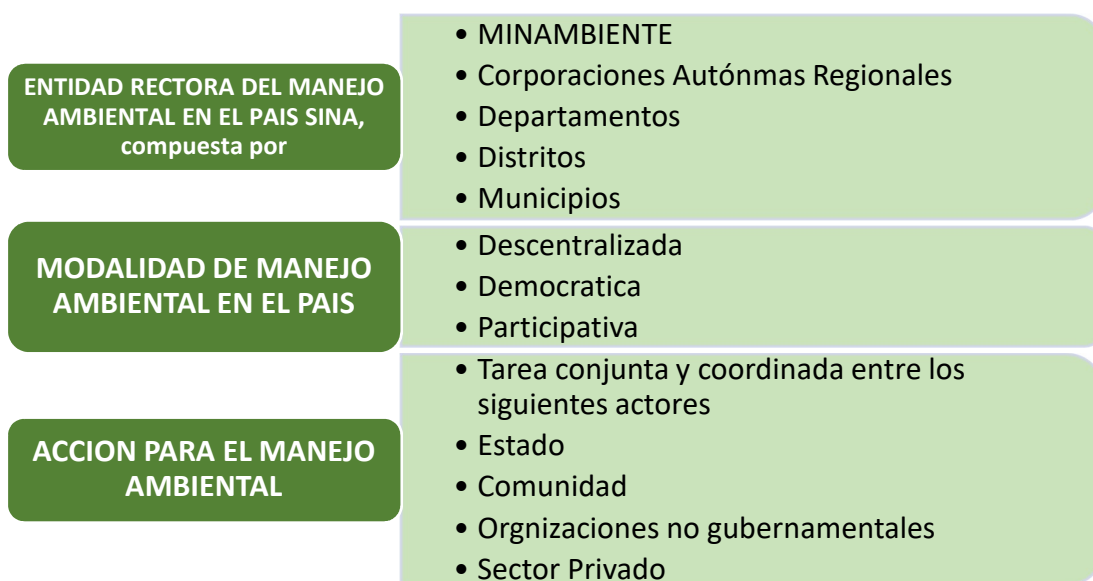 ENTIDAD RECTORA DEL MANEJO
AMBIENTAL EN EL PAIS SINA,
compuesta por
• MINAMBIENTE
• Corporaciones Autónmas Regionales
• Departamentos
• Distritos
• Municipios
MODALIDAD DE MANEJO
AMBIENTAL EN EL PAIS
• Descentralizada
• Democratica
• Participativa
ACCION PARA EL MANEJO
AMBIENTAL
• Tarea conjunta y coordinada entre los
siguientes actores
• Estado
• Comunidad
• Orgnizaciones no gubernamentales
• Sector Privado